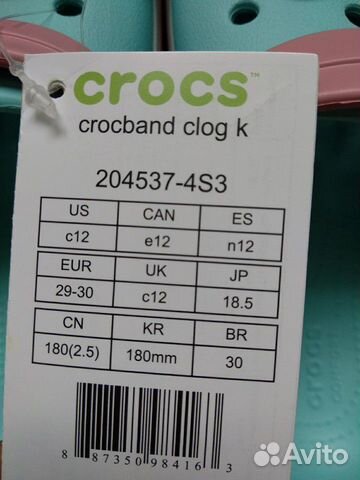 crocs™
crocband clog k
204537-4S3
US CAN ES
c12 e12 n12
EUR UK JP
29-30 c12 18.5
CN KR BR
180(2.5) 180mm 30
8 87350 98416 3
crocs
Avito